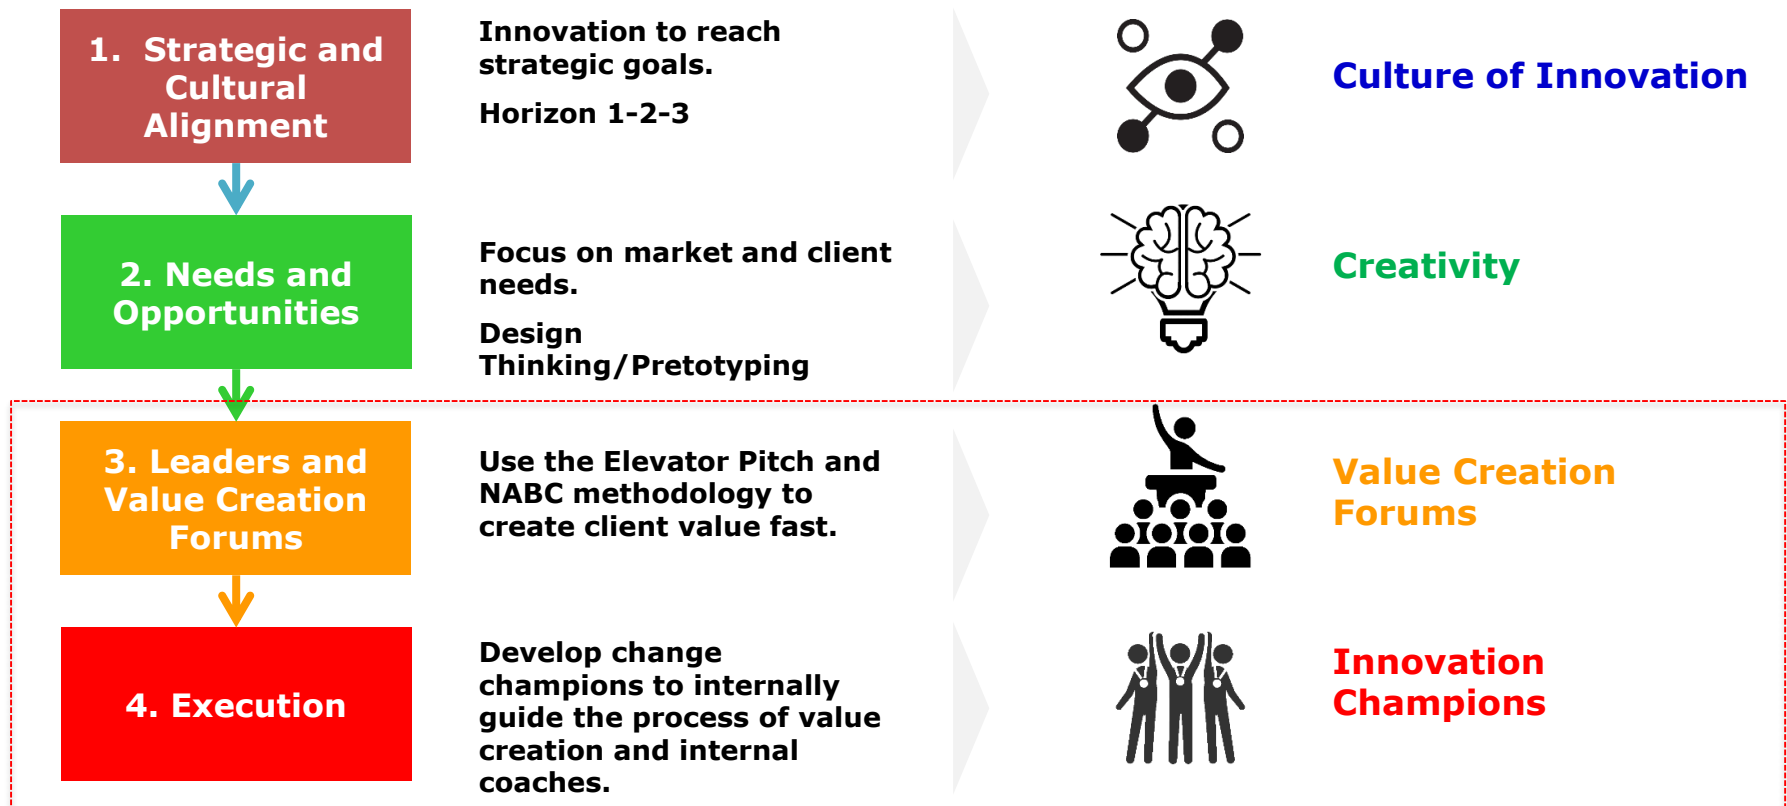 1. Strategic and
Cultural
Alignment
Innovation to reach
strategic goals.
Horizon 1-2-3
Culture of Innovation
2. Needs and
Opportunities
Focus on market and client
needs.
Design
Thinking/Pretotyping
Creativity
3. Leaders and
Value Creation
Forums
Use the Elevator Pitch and
NABC methodology to
create client value fast.
Value Creation
Forums
4. Execution
Develop change
champions to internally
guide the process of value
creation and internal
coaches.
Innovation
Champions